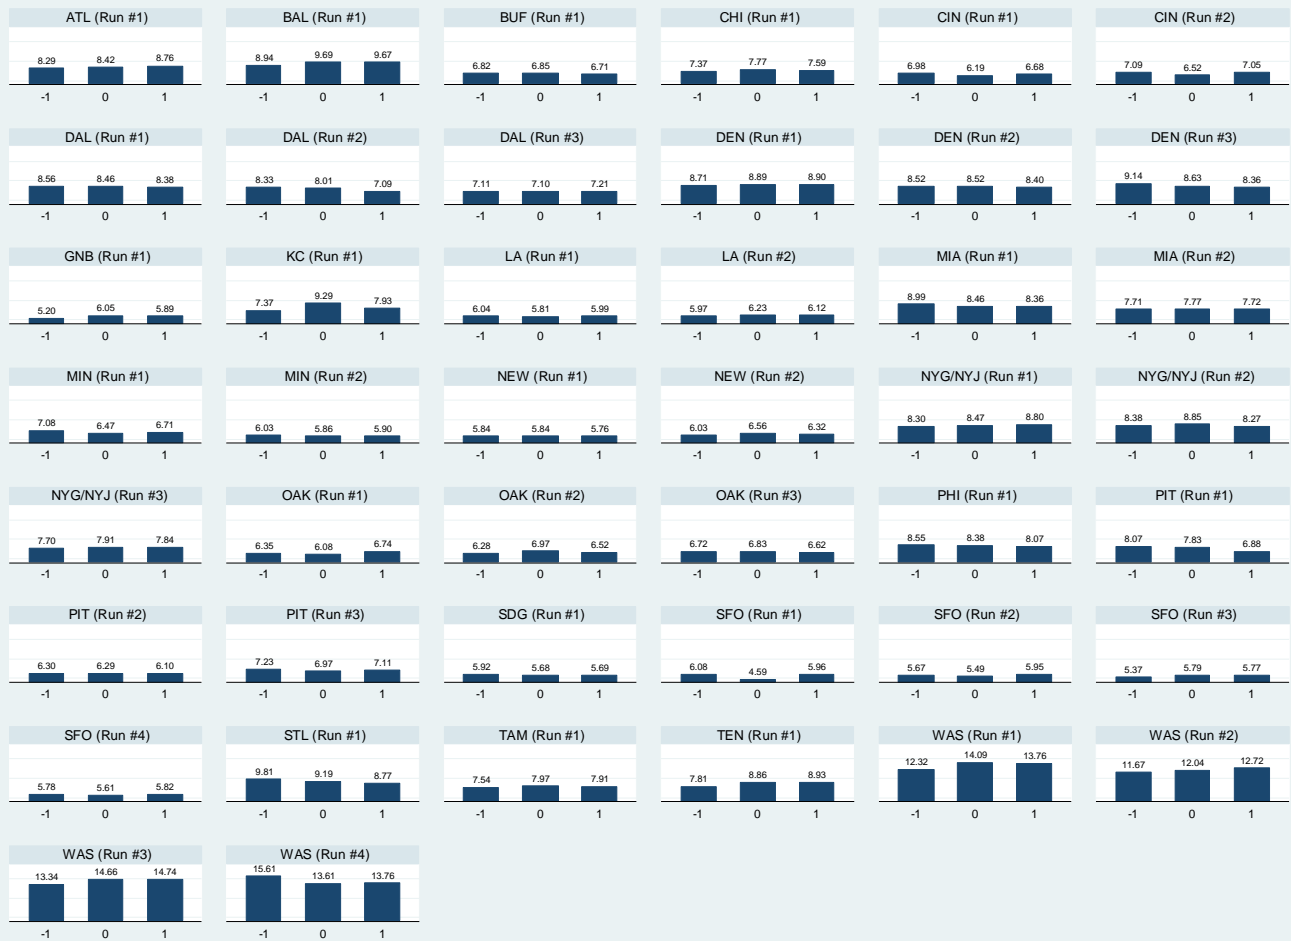 ATL (Run #1)
8.29 8.42 8.76
-1 0 1
BAL (Run #1)
8.94 9.69 9.67
-1 0 1
BUF (Run #1)
6.82 6.85 6.71
-1 0 1
CHI (Run #1)
7.37 7.77 7.59
-1 0 1
CIN (Run #1)
6.98 6.19 6.68
-1 0 1
CIN (Run #2)
7.09 6.52 7.05
-1 0 1
DAL (Run #1)
8.56 8.46 8.38
-1 0 1
DAL (Run #2)
8.33 8.01 7.09
-1 0 1
DAL (Run #3)
7.11 7.10 7.21
-1 0 1
DEN (Run #1)
8.71 8.89 8.90
-1 0 1
DEN (Run #2)
8.52 8.52 8.40
-1 0 1
DEN (Run #3)
9.14 8.63 8.36
-1 0 1
GNB (Run #1)
5.20 6.05 5.89
-1 0 1
KC (Run #1)
7.37 9.29 7.93
-1 0 1
LA (Run #1)
6.04 5.81 5.99
-1 0 1
LA (Run #2)
5.97 6.23 6.12
-1 0 1
MIA (Run #1)
8.99 8.46 8.36
-1 0 1
MIA (Run #2)
7.71 7.77 7.72
-1 0 1
MIN (Run #1)
7.08 6.47 6.71
-1 0 1
MIN (Run #2)
6.03 5.86 5.90
-1 0 1
NEW (Run #1)
5.84 5.84 5.76
-1 0 1
NEW (Run #2)
6.03 6.56 6.32
-1 0 1
NYG/NYJ (Run #1)
8.30 8.47 8.80
-1 0 1
NYG/NYJ (Run #2)
8.38 8.85 8.27
-1 0 1
NYG/NYJ (Run #3)
7.70 7.91 7.84
-1 0 1
OAK (Run #1)
6.35 6.08 6.74
-1 0 1
OAK (Run #2)
6.28 6.97 6.52
-1 0 1
OAK (Run #3)
6.72 6.83 6.62
-1 0 1
PHI (Run #1)
8.55 8.38 8.07
-1 0 1
PIT (Run #1)
8.07 7.83 6.88
-1 0 1
PIT (Run #2)
6.30 6.29 6.10
-1 0 1
PIT (Run #3)
7.23 6.97 7.11
-1 0 1
SDG (Run #1)
5.92 5.68 5.69
-1 0 1
SFO (Run #1)
6.08 4.59 5.96
-1 0 1
SFO (Run #2)
5.67 5.49 5.95
-1 0 1
SFO (Run #3)
5.37 5.79 5.77
-1 0 1
SFO (Run #4)
5.78 5.61 5.82
-1 0 1
STL (Run #1)
9.81 9.19 8.77
-1 0 1
TAM (Run #1)
7.54 7.97 7.91
-1 0 1
TEN (Run #1)
7.81 8.86 8.93
-1 0 1
WAS (Run #1)
12.32 14.09 13.76
-1 0 1
WAS (Run #2)
11.67 12.04 12.72
-1 0 1
WAS (Run #3)
13.34 14.66 14.74
-1 0 1
WAS (Run #4)
15.61 13.61 13.76
-1 0 1